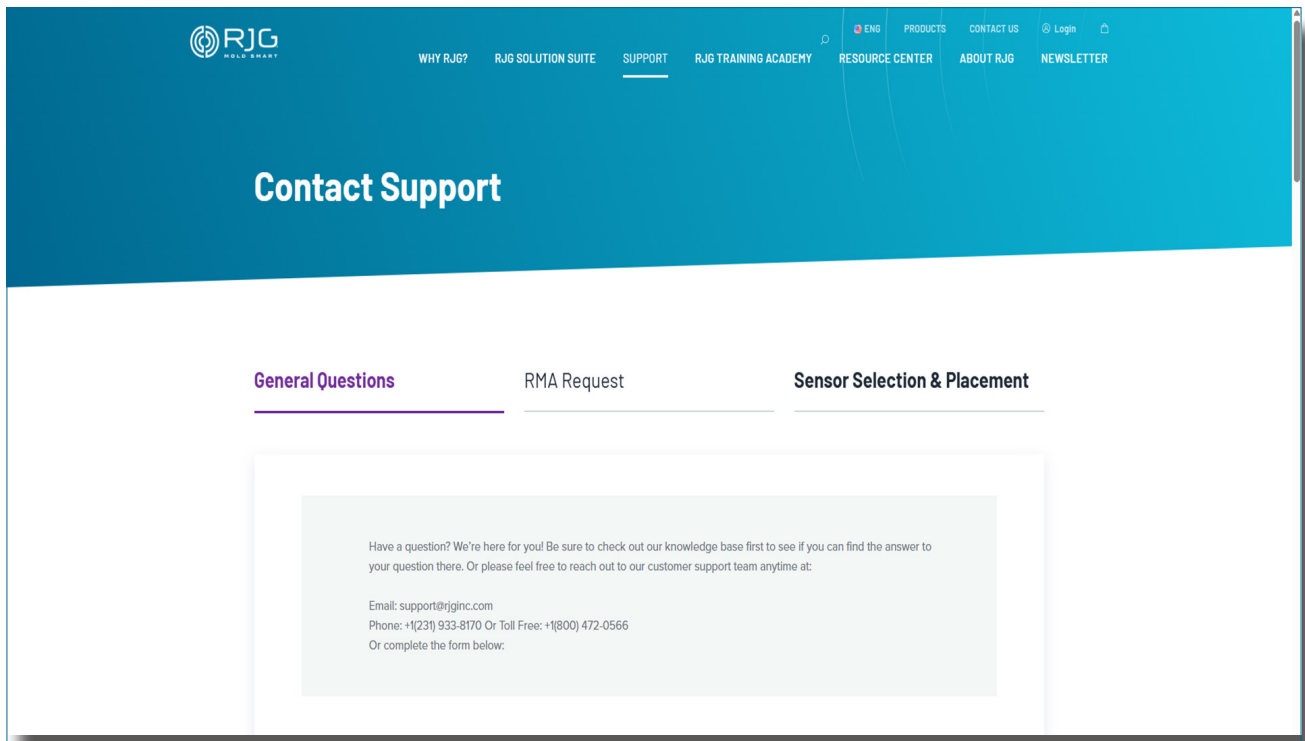 RJG
MOLD SMART
ENG PRODUCTS CONTACT US Login
WHY RJG? RJG SOLUTION SUITE SUPPORT RJG TRAINING ACADEMY RESOURCE CENTER ABOUT RJG NEWSLETTER
Contact Support
General Questions RMA Request Sensor Selection & Placement
Have a question? We're here for you! Be sure to check out our knowledge base first to see if you can find the answer to
your question there. Or please feel free to reach out to our customer support team anytime at:
Email: support@rjginc.com
Phone: +1(231) 933-8170 Or Toll Free: +1(800) 472-0566
Or complete the form below: